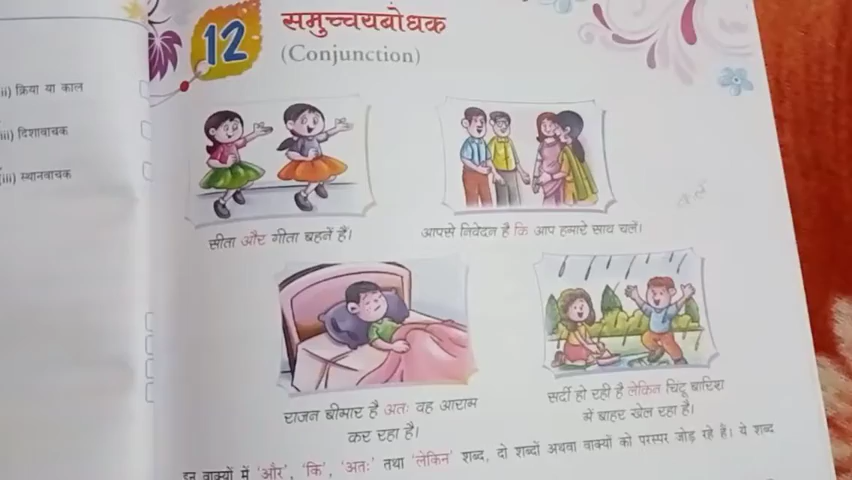 ii) क्रिया या काल
iii) दिशावाचक
(iii) स्थानवाचक
12
समुच्चयबोधक
(Conjunction)
सीता और गीता बहनें हैं।
आपसे निवेदन है कि आप हमारे साथ चलें।
राजन बीमार है अतः वह आराम
कर रहा है।
सर्दी हो रही है लेकिन चिंटू बारिश
में बाहर खेल रहा है।
इन वाक्यों में 'और', 'कि', 'अतः' तथा 'लेकिन' शब्द, दो शब्दों अथवा वाक्यों को परस्पर जोड़ रहे हैं। ये शब्द